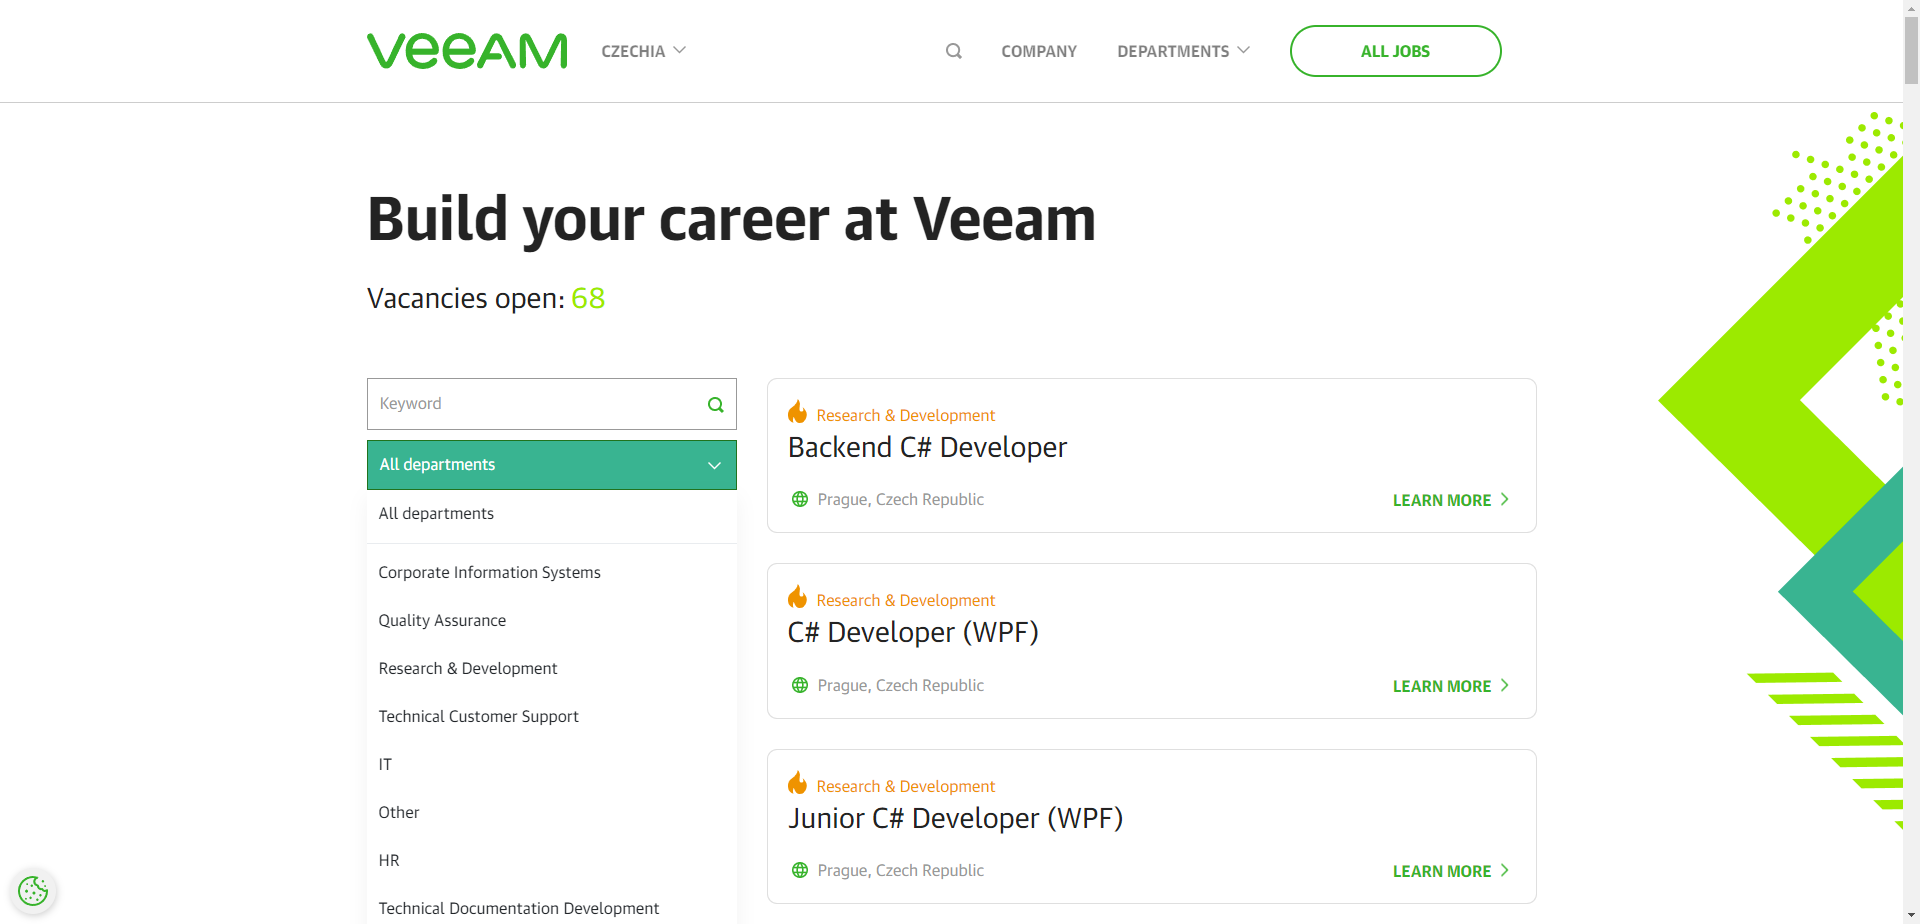 VEEAM
CZECHIA
COMPANY
DEPARTMENTS
ALL JOBS
Build your career at Veeam
Vacancies open: 68
Keyword
All departments
All departments
Corporate Information Systems
Quality Assurance
Research & Development
Technical Customer Support
IT
Other
HR
Technical Documentation Development
Research & Development
Backend C# Developer
Prague, Czech Republic
LEARN MORE
Research & Development
C# Developer (WPF)
Prague, Czech Republic
LEARN MORE
Research & Development
Junior C# Developer (WPF)
Prague, Czech Republic
LEARN MORE